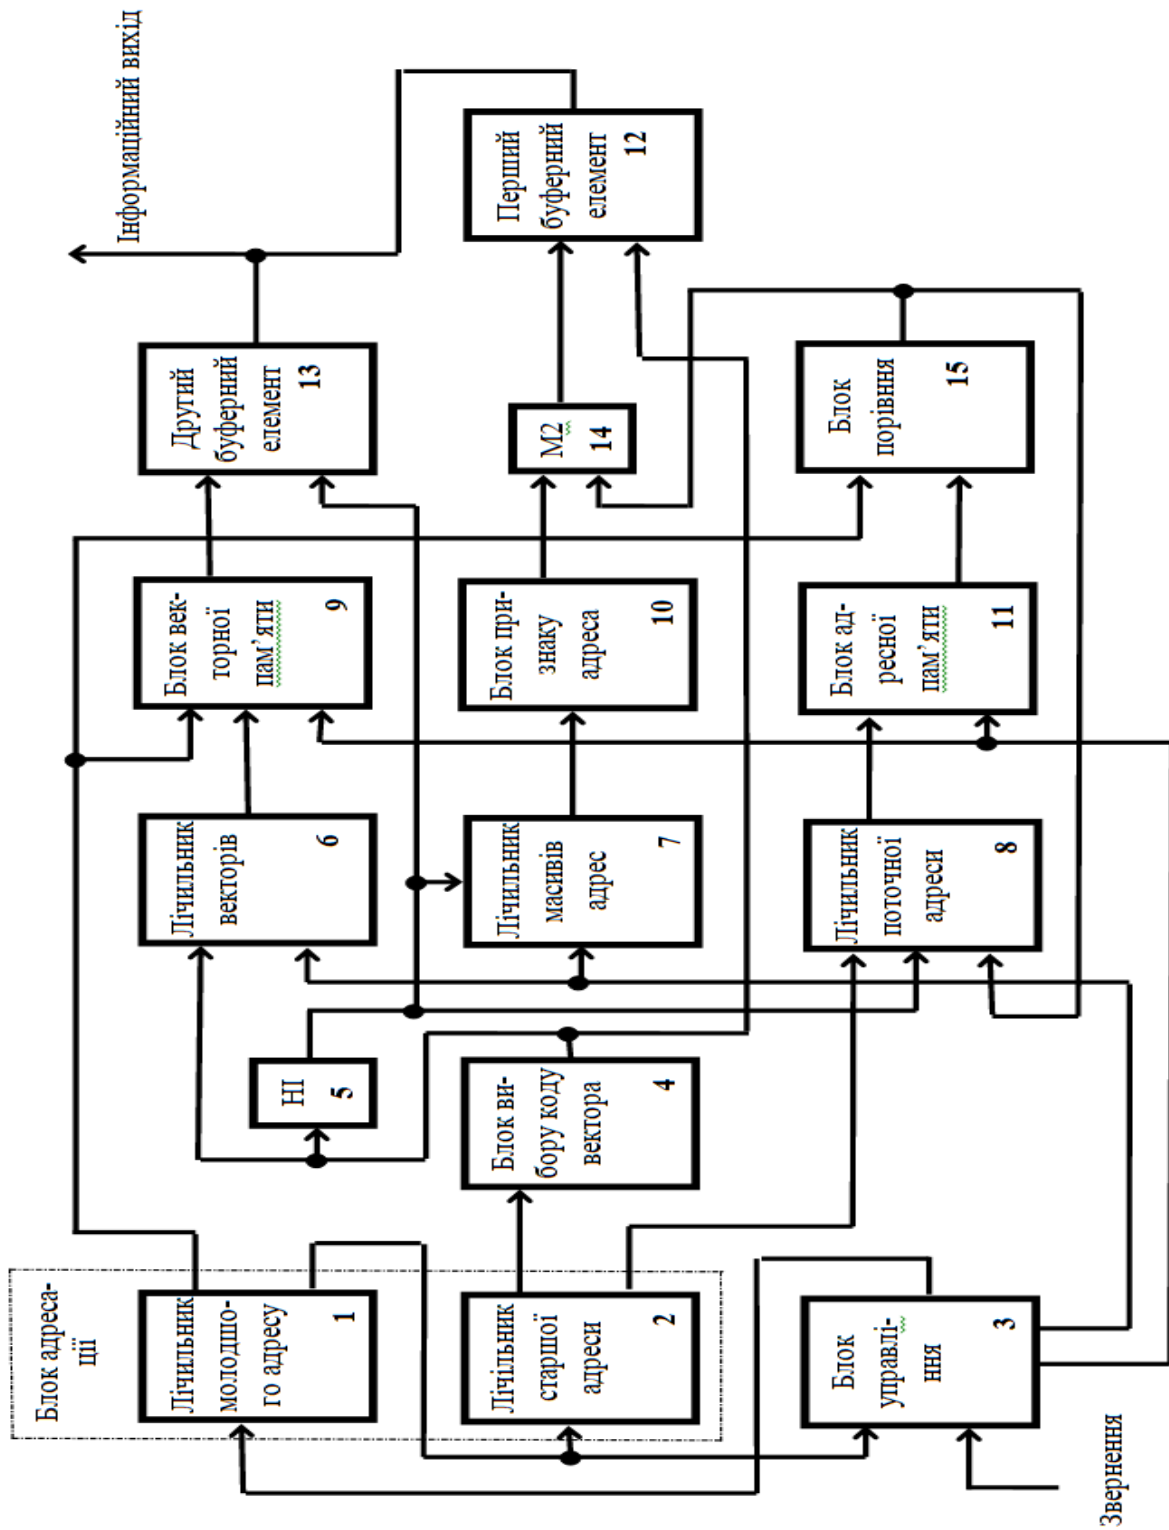 Блок адреса-
ції
Лічильник
молодшо-
го адресу
1
Лічільник
старшої
адреси
2
Блок
управлі-
ння
3
Звернення
НІ
5
Блок ви-
бору коду
вектора
4
Лічильник
векторів
6
Лічильник
масивів
адрес
7
Лічильник
поточної
адреси
8
Блок век-
торної
пам’яти
9
Блок при-
знаку
адреса
10
Блок ад-
ресної
пам’яти
11
Другий
буферний
елемент
13
М2
14
Блок
порівння
15
Перший
буферний
елемент
12
Інформаційний вихід